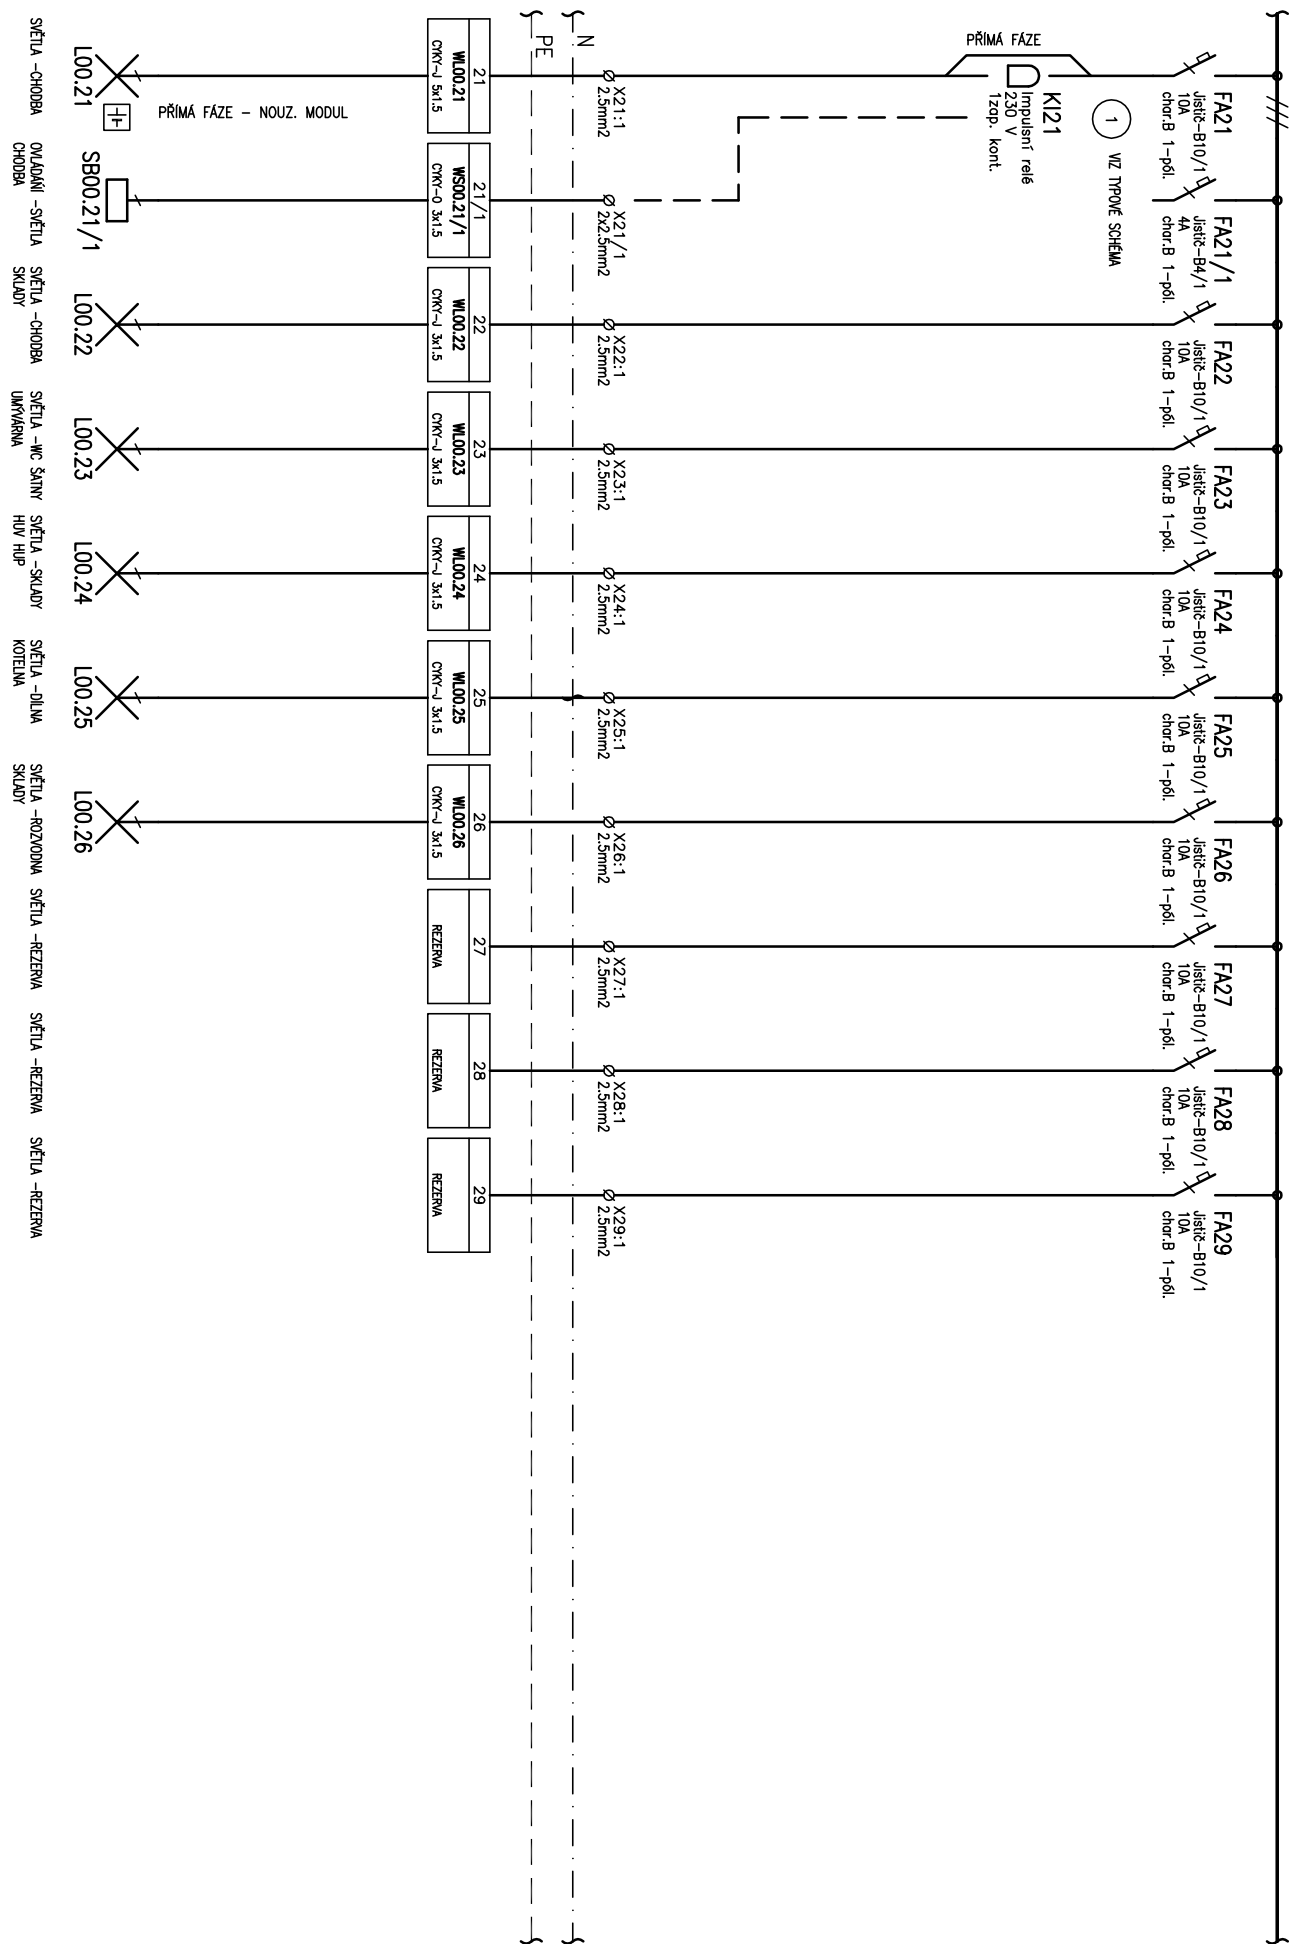 FA21
Jistič-B10/1
10A
char.B 1-pól.
FA21/1
Jistič-B4/1
4A
char.B 1-pól.
FA22
Jistič-B10/1
10A
char.B 1-pól.
FA23
Jistič-B10/1
10A
char.B 1-pól.
FA24
Jistič-B10/1
10A
char.B 1-pól.
FA25
Jistič-B10/1
10A
char.B 1-pól.
FA26
Jistič-B10/1
10A
char.B 1-pól.
FA27
Jistič-B10/1
10A
char.B 1-pól.
FA28
Jistič-B10/1
10A
char.B 1-pól.
FA29
Jistič-B10/1
10A
char.B 1-pól.
1
VIZ TYPOVÉ SCHÉMA
PŘÍMÁ FÁZE
KI21
Impulsní relé
230 V
1zap. kont.
X21:1
2.5mm2
X21/1
2x2.5mm2
X22:1
2.5mm2
X23:1
2.5mm2
X24:1
2.5mm2
X25:1
2.5mm2
X26:1
2.5mm2
X27:1
2.5mm2
X28:1
2.5mm2
X29:1
2.5mm2
N
PE
21
WL00.21
CYKY-J 5x1.5
21/1
WS00.21/1
CYKY-O 3x1.5
22
WL00.22
CYKY-J 3x1.5
23
WL00.23
CYKY-J 3x1.5
24
WL00.24
CYKY-J 3x1.5
25
WL00.25
CYKY-J 3x1.5
26
WL00.26
CYKY-J 3x1.5
27
REZERVA
28
REZERVA
29
REZERVA
PŘÍMÁ FÁZE - NOUZ. MODUL
L00.21
SB00.21/1
L00.22
L00.23
L00.24
L00.25
L00.26
SVĚTLA -CHODBA
OVLÁDÁNÍ -SVĚTLA
CHODBA
SVĚTLA -CHODBA
SKLADY
SVĚTLA -WC ŠATNY
UMÝVÁRNA
SVĚTLA -SKLADY
HUV HUP
SVĚTLA -DÍLNA
KOTELNA
SVĚTLA -ROZVODNA
SKLADY
SVĚTLA -REZERVA
SVĚTLA -REZERVA
SVĚTLA -REZERVA